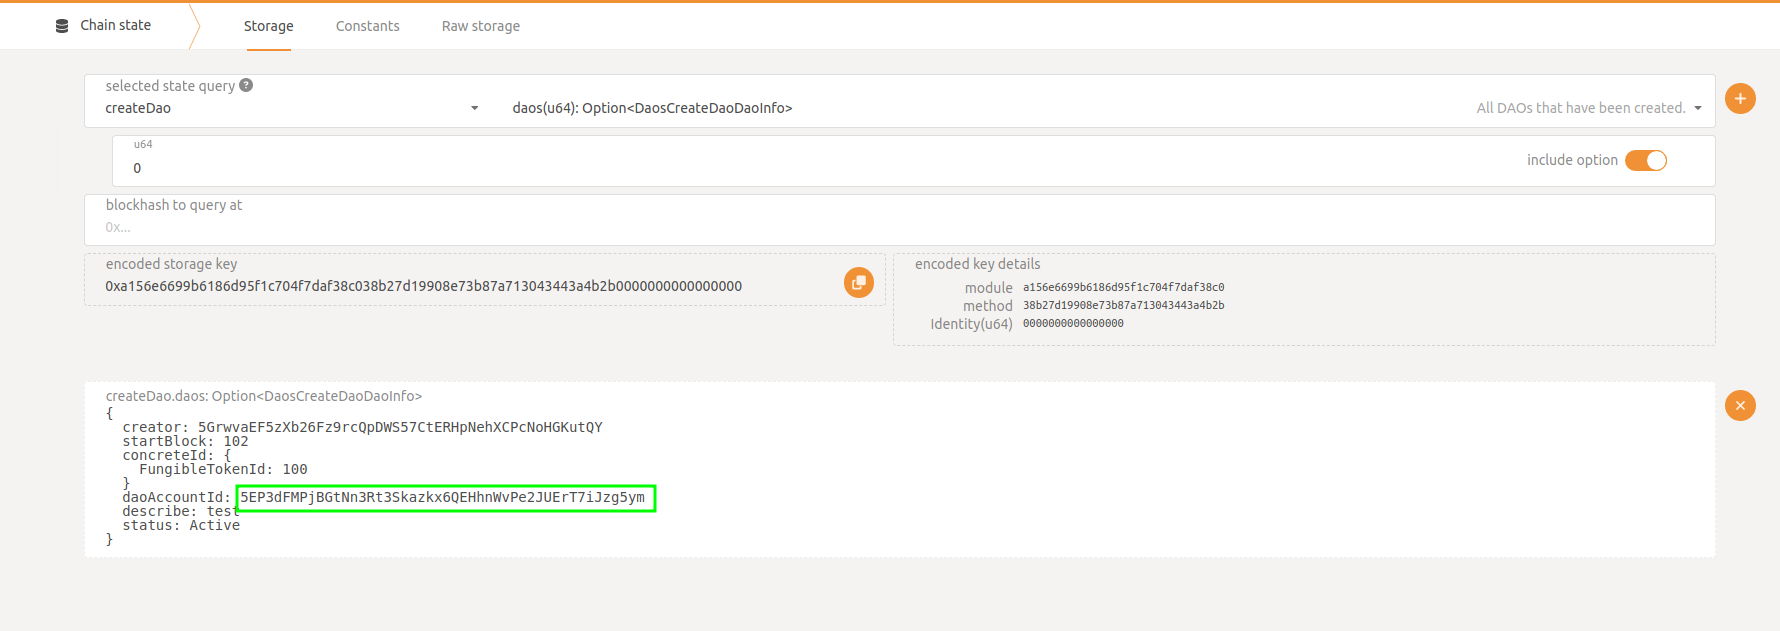 Chain state
Storage
Constants
Raw storage
selected state query ?
createDao
daos(u64): Option<DaosCreateDaoDaoInfo>
All DAOs that have been created.
u64
0
include option
blockhash to query at
0x...
encoded storage key
0xa156e6699b6186d95f1c704f7daf38c038b27d19908e73b87a713043443a4b2b0000000000000000
encoded key details
module a156e6699b6186d95f1c704f7daf38c0
method 38b27d19908e73b87a713043443a4b2b
Identity(u64) 0000000000000000
createDao.daos: Option<DaosCreateDaoDaoInfo>
{
creator: 5GrwvaEF5zXb26Fz9rcQpDWS57CtERHpNehXCPcNoHGKutQY
startBlock: 102
concreteId: {
FungibleTokenId: 100
}
daoAccountId: 5EP3dFMPjBGtNn3Rt3Skazkx6QEHhnWvPe2JUErT7iJzg5ym
describe: test
status: Active
}